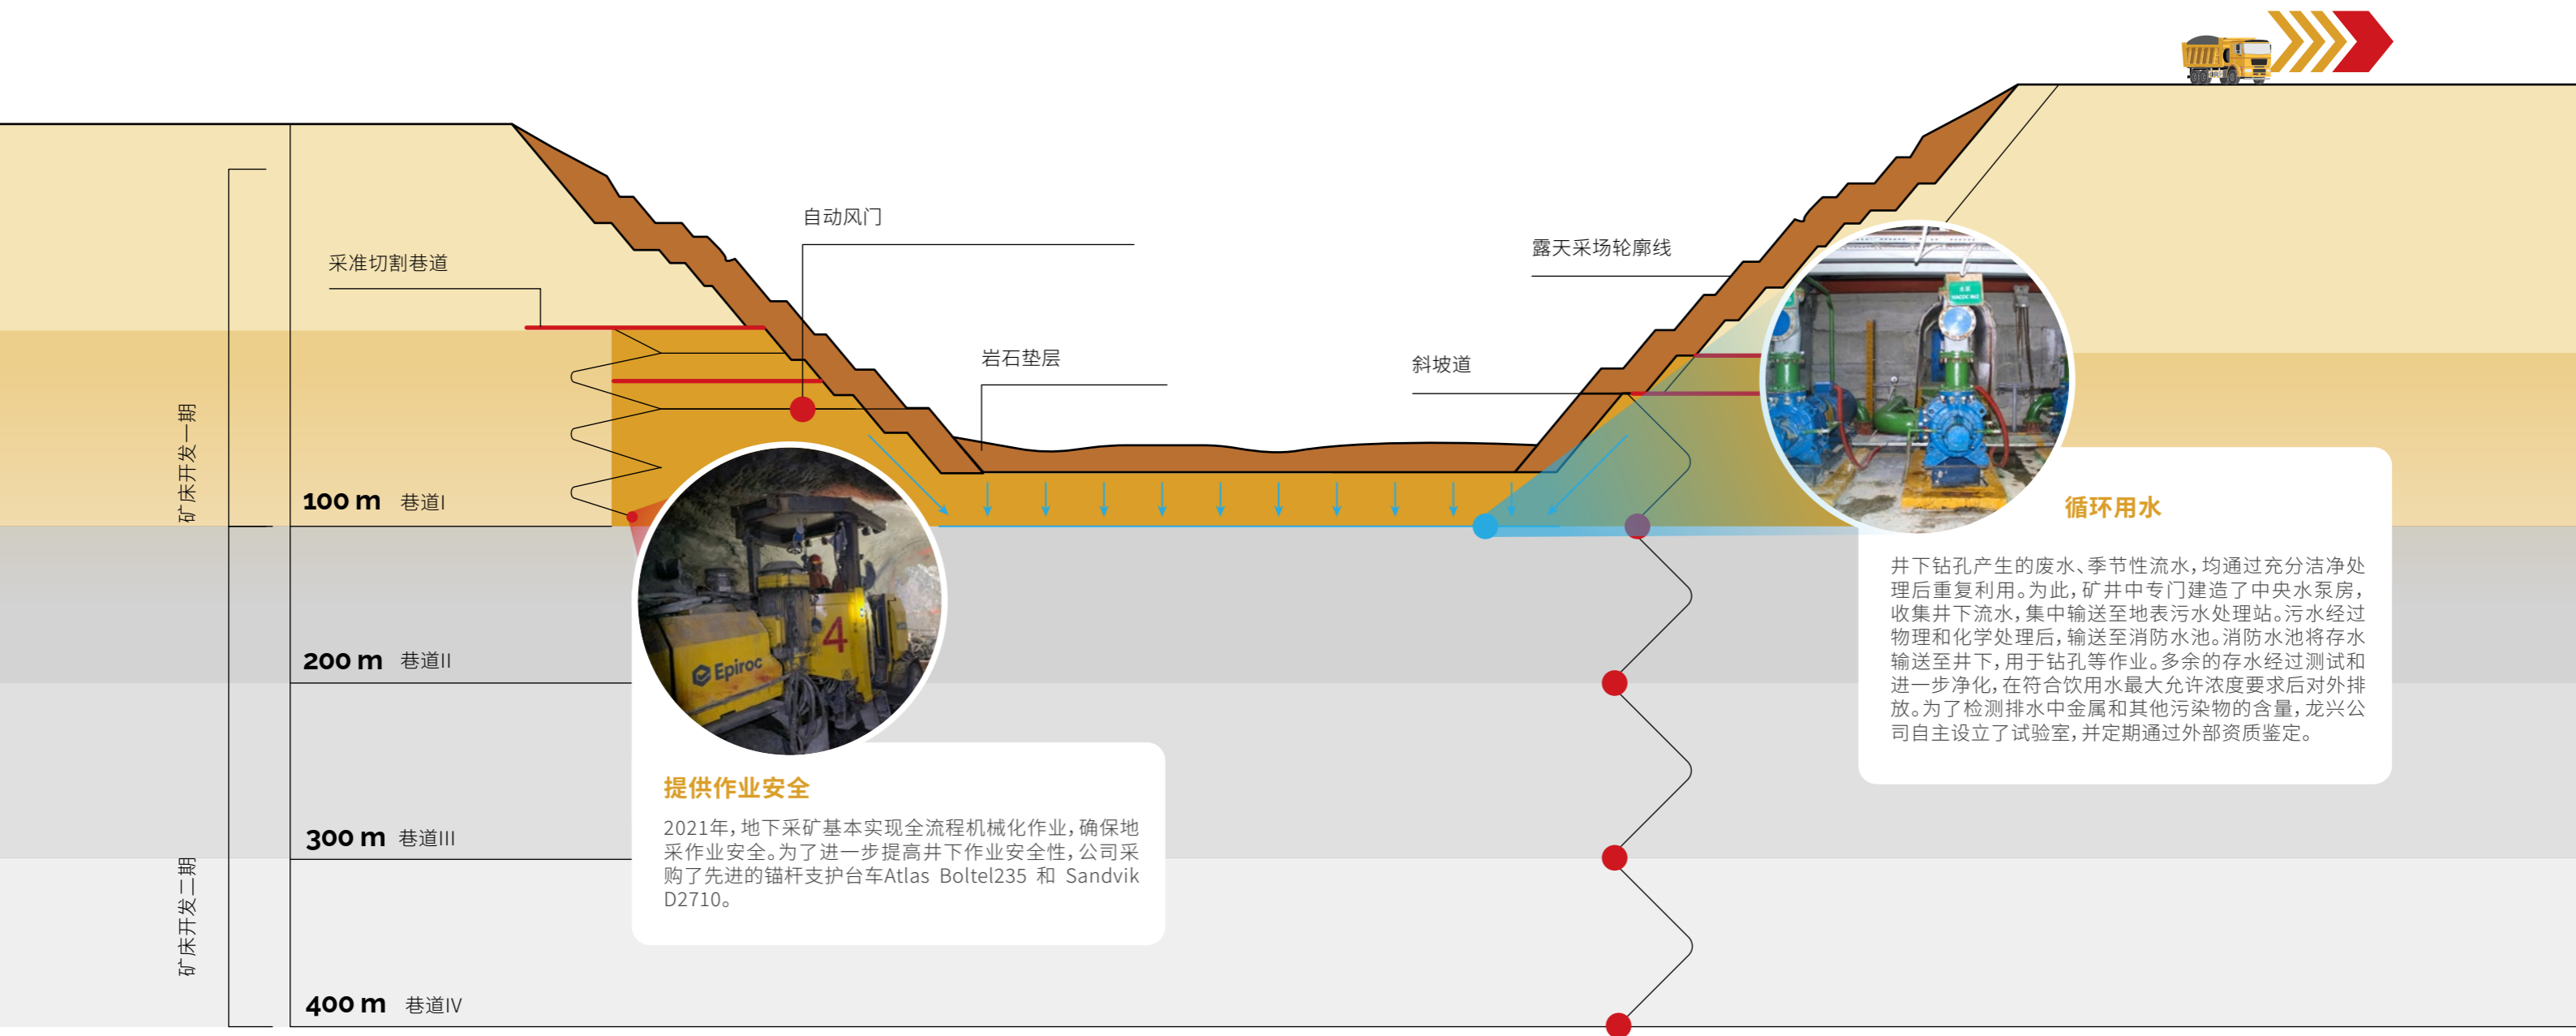 自动风门
露天采场轮廓线
采准切割巷道
岩石垫层
斜坡道
矿床开发一期
100 m 巷道I
200 m 巷道II
300 m 巷道III
矿床开发二期
400 m 巷道IV
Epiroc
4
提供作业安全
2021年，地下采矿基本实现全流程机械化作业，确保地
采作业安全。为了进一步提高井下作业安全性，公司采
购了先进的锚杆支护台车Atlas Boltel235 和 Sandvik
D2710。
循环用水
井下钻孔产生的废水、季节性流水，均通过充分洁净处
理后重复利用。为此，矿井中专门建造了中央水泵房，
收集井下流水，集中输送至地表污水处理站。污水经过
物理和化学处理后，输送至消防水池。消防水池将存水
输送至井下，用于钻孔等作业。多余的存水经过测试和
进一步净化，在符合饮用水最大允许浓度要求后对外排
放。为了检测排水中金属和其他污染物的含量，龙兴公
司自主设立了试验室，并定期通过外部资质鉴定。